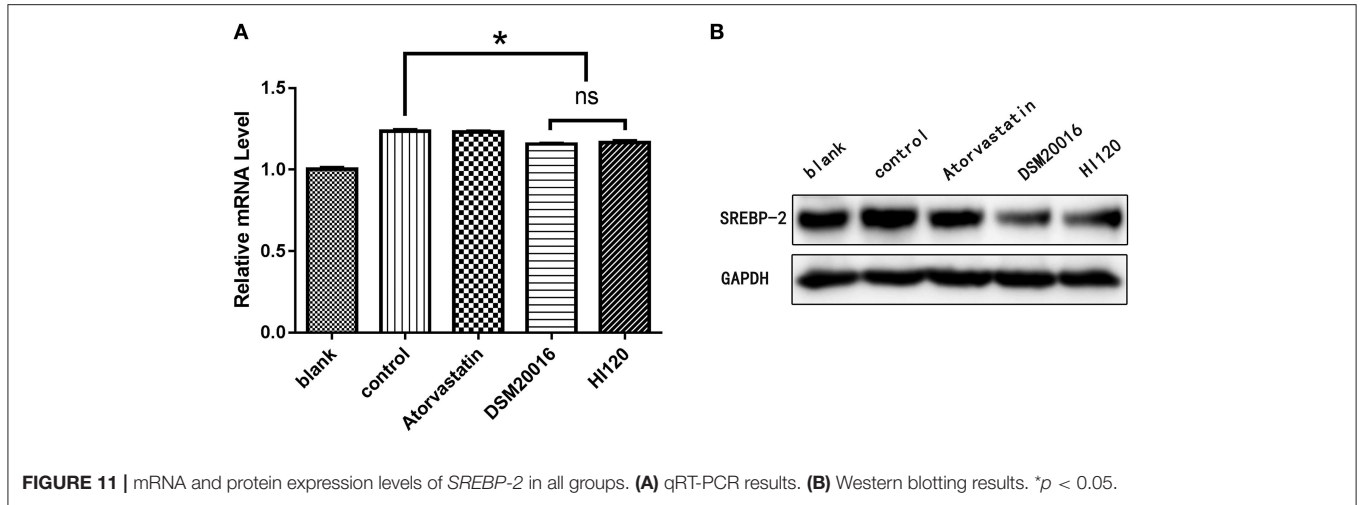 A
*
ns
1.5
1.0
0.5
0.0
Relative mRNA Level
blank
control
Atorvastatin
DSM20016
HI120
B
blank
control
Atorvastatin
DSM20016
HI120
SREBP-2
GAPDH
FIGURE 11 | mRNA and protein expression levels of SREBP-2 in all groups. (A) qRT-PCR results. (B) Western blotting results. *p < 0.05.